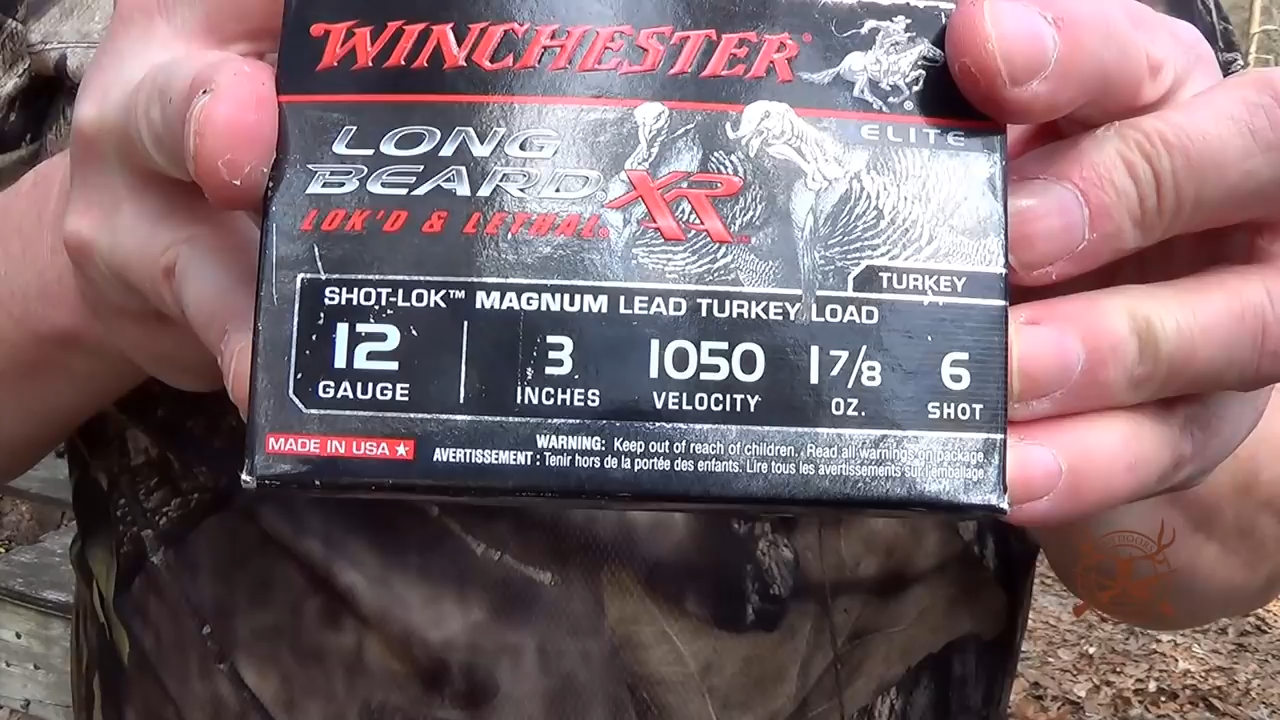 WINCHESTER®
®
ELITE
LONG
BEARD® XR™
LOK'D & LETHAL®
TURKEY
SHOT-LOK™ MAGNUM LEAD TURKEY LOAD
12 3 1050 1 7/8 6
GAUGE INCHES VELOCITY OZ. SHOT
MADE IN USA
WARNING: Keep out of reach of children. Read all warnings on package.
AVERTISSEMENT : Tenir hors de la portée des enfants. Lire tous les avertissements sur l'emballage.
OUTDOORS